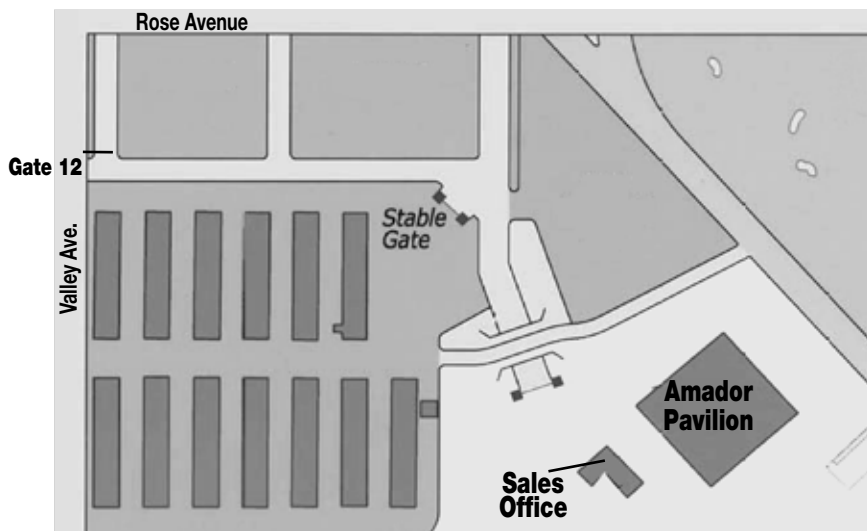 Rose Avenue
Gate 12
Valley Ave.
Stable
Gate
Amador
Pavilion
Sales
Office